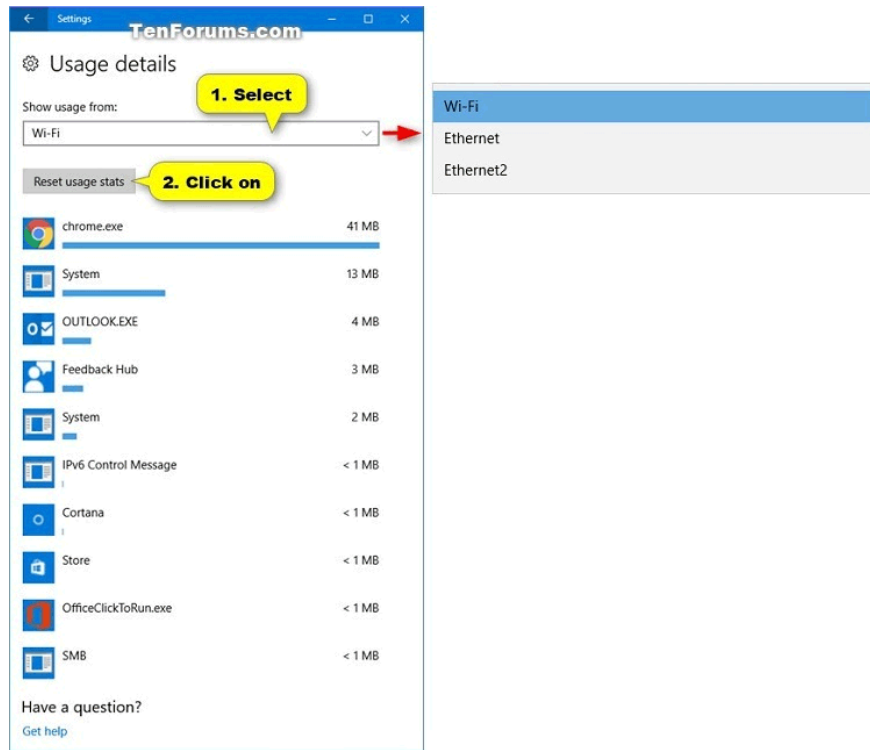 Settings
TenForums.com
Usage details
1. Select
Show usage from:
Wi-Fi
Wi-Fi
Ethernet
Ethernet2
Reset usage stats
2. Click on
chrome.exe 41 MB
System 13 MB
OUTLOOK.EXE 4 MB
Feedback Hub 3 MB
System 2 MB
IPv6 Control Message < 1 MB
Cortana < 1 MB
Store < 1 MB
OfficeClickToRun.exe < 1 MB
SMB < 1 MB
Have a question?
Get help